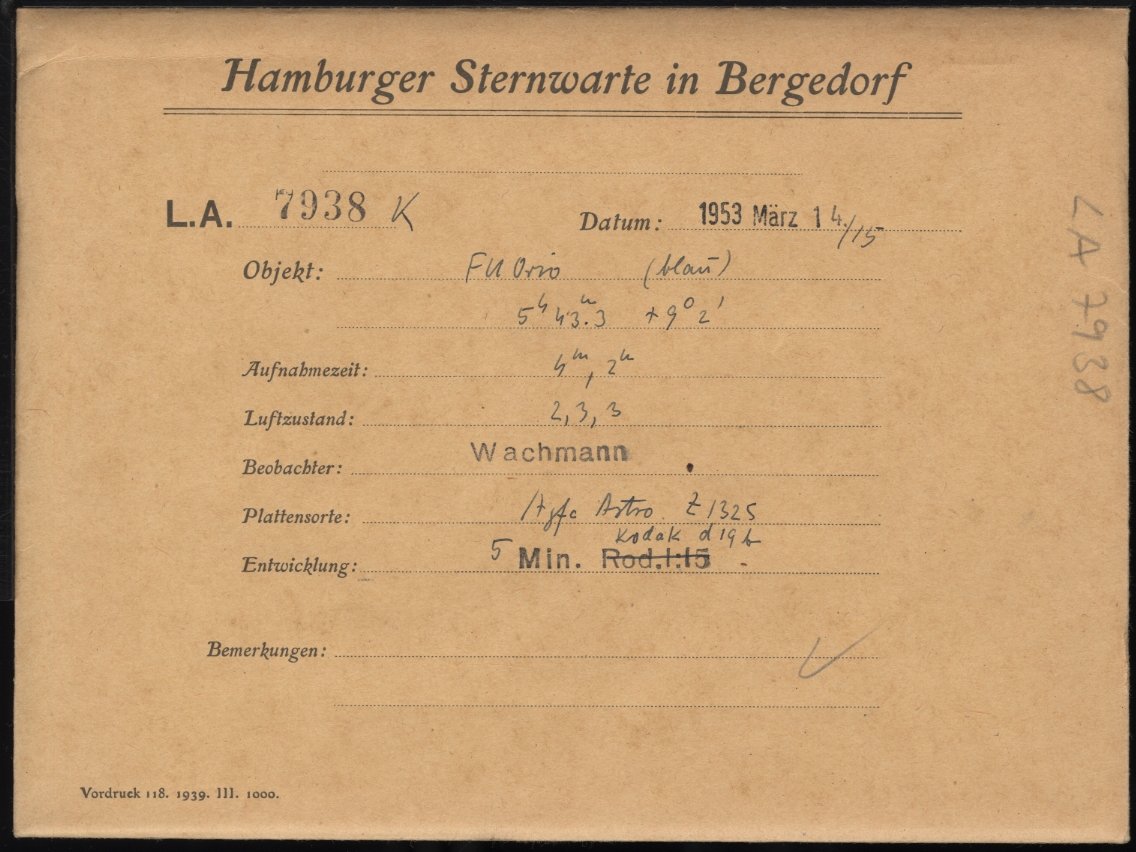 Hamburger Sternwarte in Bergedorf
L.A. 7938 K
Datum: 1953 März 14./15
Objekt: FU Orio (blau)
5ʰ 43.ᵐ3 +9° 2'
Aufnahmezeit: 4ᵐ, 2ᵐ
Luftzustand: 2, 3, 3
Beobachter: Wachmann
Plattensorte: Agfa Astro Z 1325
Kodak d 19 b
Entwicklung: 5 Min. Rod.1:15
Bemerkungen:
Vordruck 118. 1939. III. 1000.
LA 7938